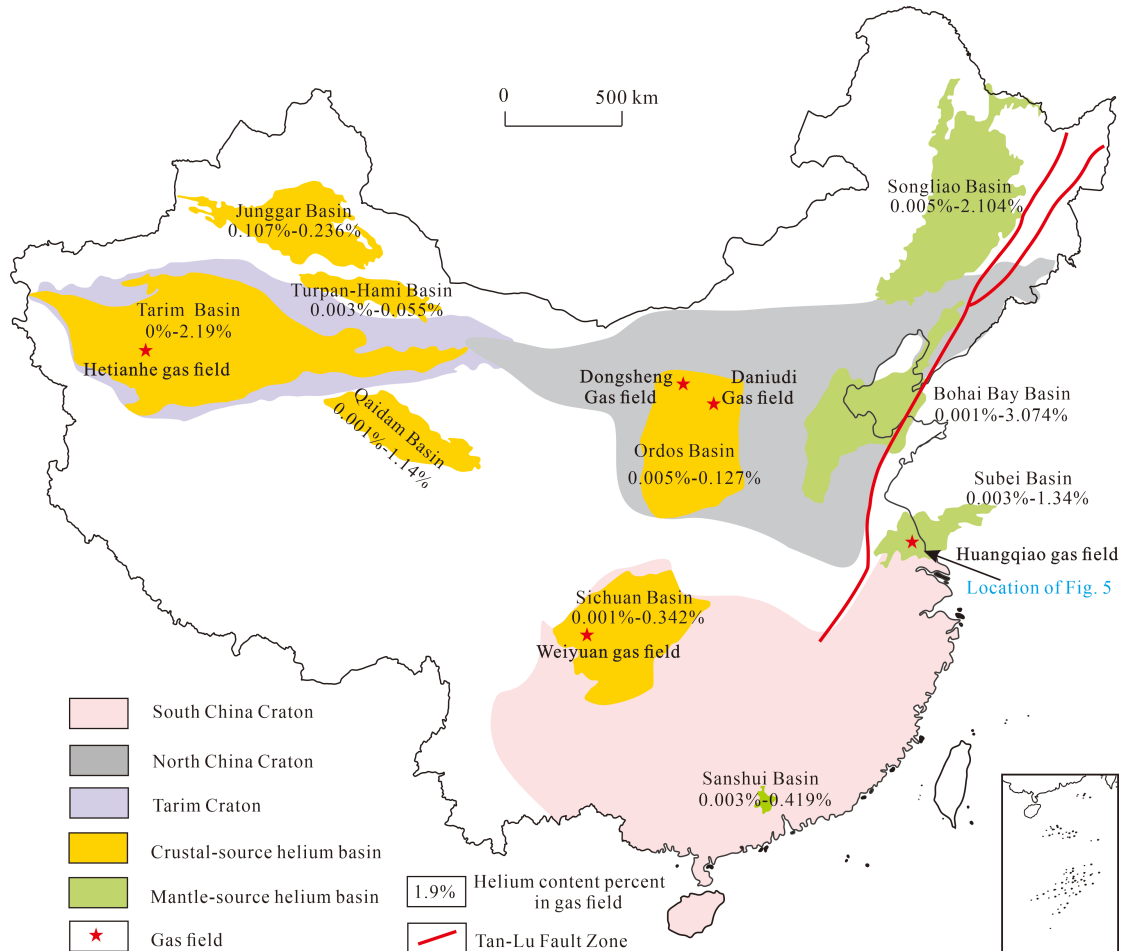 0 500 km
Songliao Basin
0.005%-2.104%
Junggar Basin
0.107%-0.236%
Turpan-Hami Basin
0.003%-0.055%
Tarim Basin
0%-2.19%
Hetianhe gas field
Qaidam Basin
0.001%-1.14%
Dongsheng
Gas field
Daniudi
Gas field
Ordos Basin
0.005%-0.127%
Bohai Bay Basin
0.001%-3.074%
Subei Basin
0.003%-1.34%
Huangqiao gas field
Location of Fig. 5
Sichuan Basin
0.001%-0.342%
Weiyuan gas field
Sanshui Basin
0.003%-0.419%
South China Craton
North China Craton
Tarim Craton
Crustal-source helium basin
Mantle-source helium basin
Gas field
1.9%
Helium content percent
in gas field
Tan-Lu Fault Zone